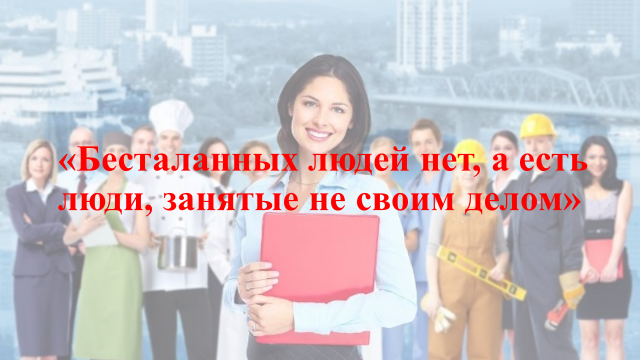 «Бесталанных людей нет, а есть
люди, занятые не своим делом»